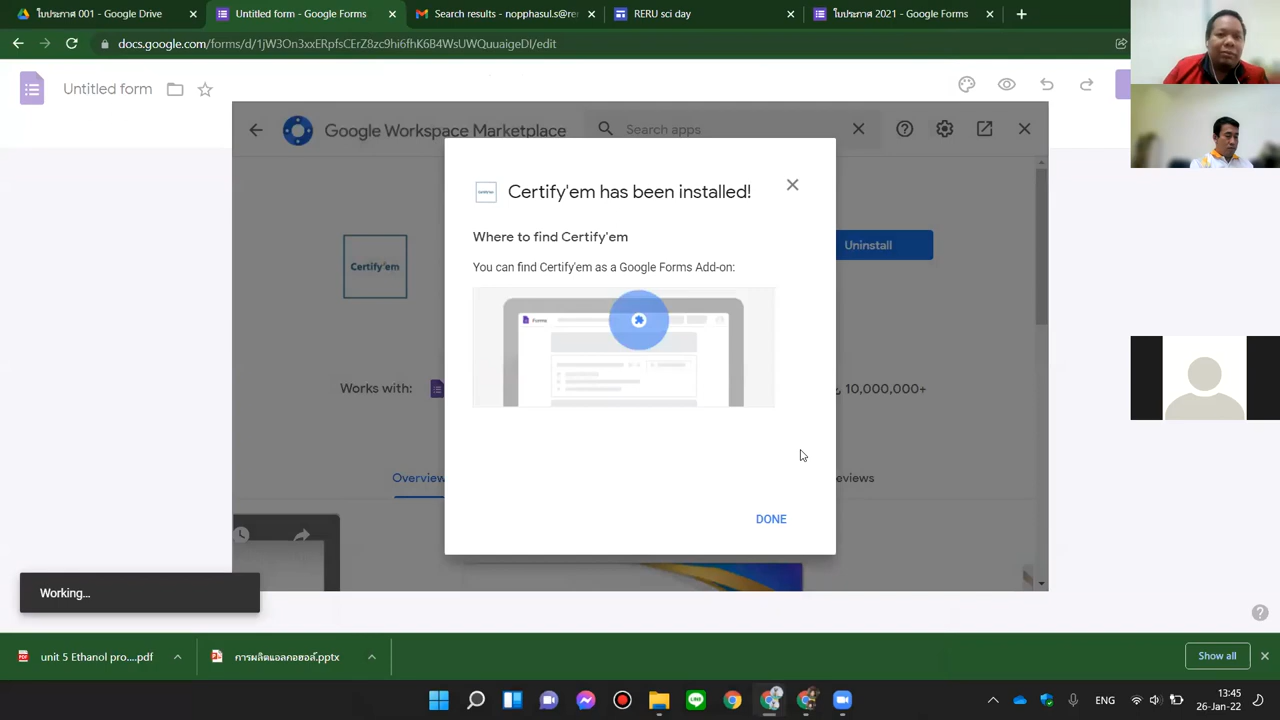 ใบประกาศ 001 - Google Drive
Untitled form - Google Forms
Search results - nopphasul.s@rer
RERU sci day
ใบประกาศ 2021 - Google Forms
docs.google.com/forms/d/1jW3On3xxERpfsCErZ8zc9hi6fhK6B4WsUWQuuaigeDI/edit
Untitled form
Google Workspace Marketplace
Search apps
Certify'em has been installed!
Where to find Certify'em
You can find Certify'em as a Google Forms Add-on:
Certify'em
Uninstall
Forms
Works with:
10,000,000+
Overview
eviews
DONE
Working...
unit 5 Ethanol pro....pdf
การผลิตแอลกอฮอล์.pptx
Show all
ENG
13:45
26-Jan-22